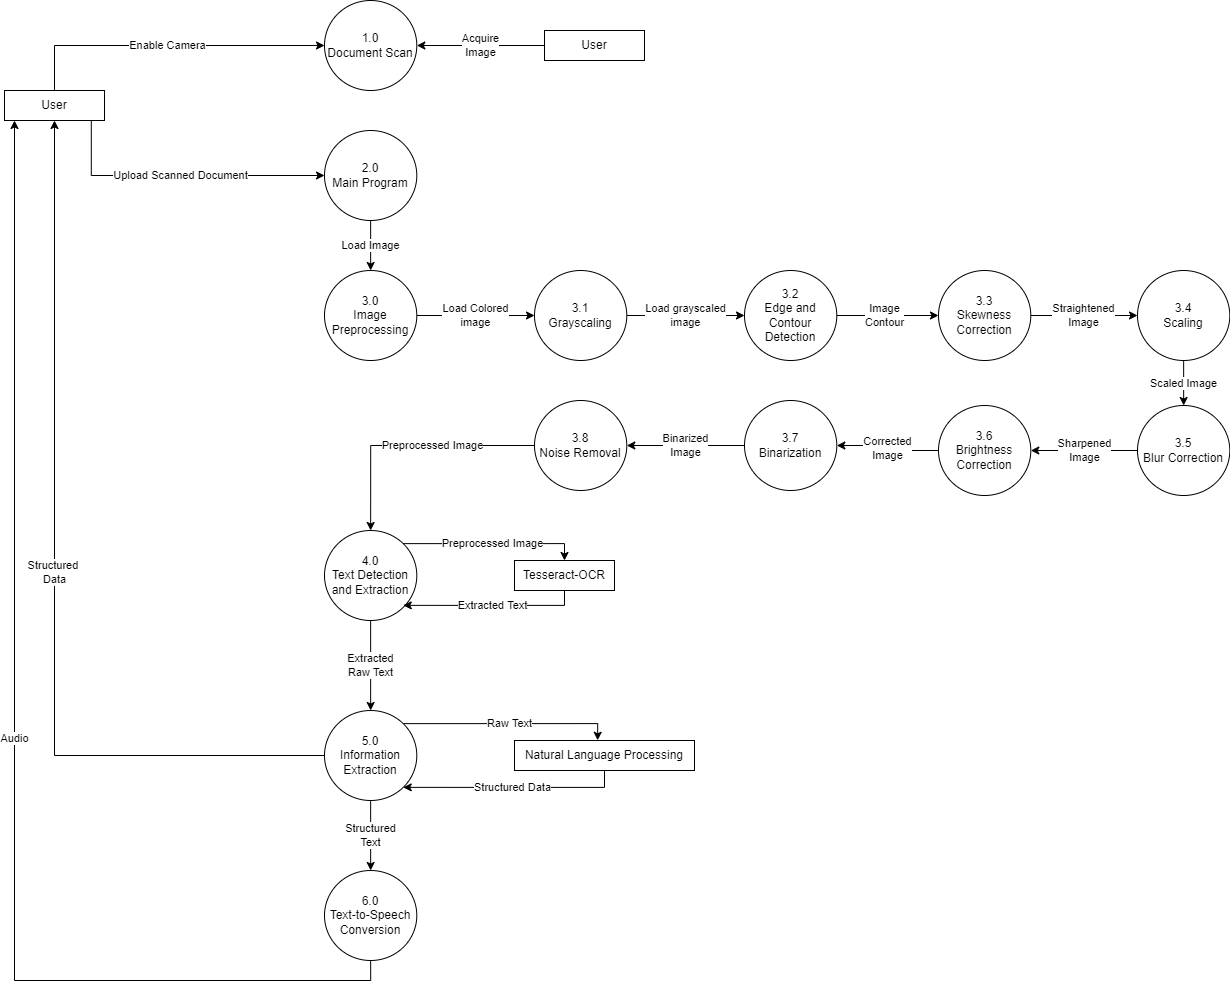 1.0
Document Scan
Enable Camera
Acquire
Image
User
User
2.0
Main Program
Upload Scanned Document
Load Image
3.0
Image
Preprocessing
Load Colored
image
3.1
Grayscaling
Load grayscaled
image
3.2
Edge and
Contour
Detection
Image
Contour
3.3
Skewness
Correction
Straightened
Image
3.4
Scaling
Scaled Image
3.5
Blur Correction
Sharpened
Image
3.6
Brightness
Correction
Corrected
Image
3.7
Binarization
Binarized
Image
3.8
Noise Removal
Preprocessed Image
4.0
Text Detection
and Extraction
Preprocessed Image
Tesseract-OCR
Extracted Text
Structured
Data
Extracted
Raw Text
5.0
Information
Extraction
Raw Text
Natural Language Processing
Structured Data
Audio
Structured
Text
6.0
Text-to-Speech
Conversion